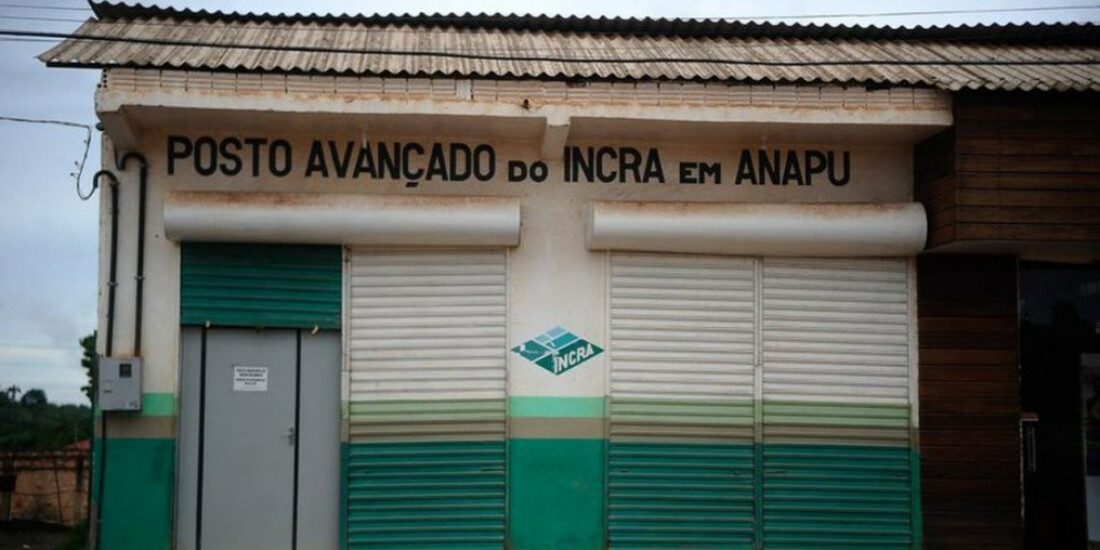 POSTO AVANÇADO DO INCRA EM ANAPU
INCRA